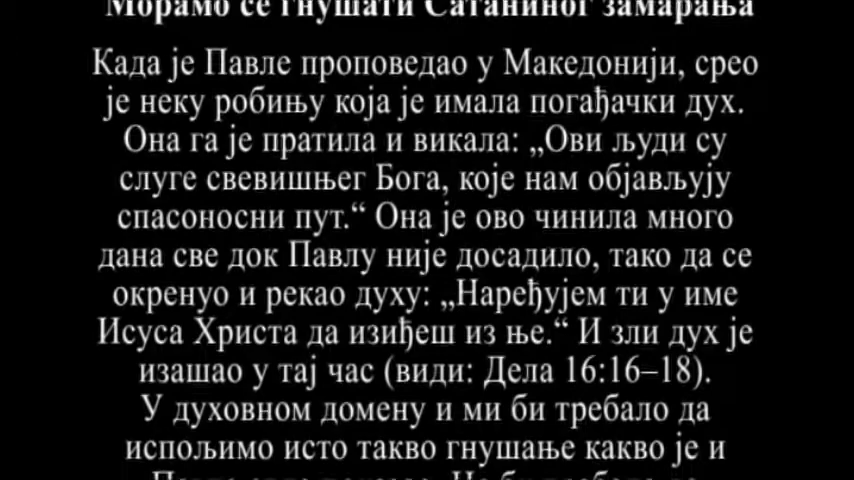 Морамо се гнушати Сатаниног замарања
Када је Павле проповедао у Македонији, срео
је неку робињу која је имала погађачки дух.
Она га је пратила и викала: „Ови људи су
слуге свевишњег Бога, које нам објављују
спасоносни пут.“ Она је ово чинила много
дана све док Павлу није досадило, тако да се
окренуо и рекао духу: „Наређујем ти у име
Исуса Христа да изиђеш из ње.“ И зли дух је
изашао у тај час (види: Дела 16:16–18).
У духовном домену и ми би требало да
испољимо исто такво гнушање какво је и